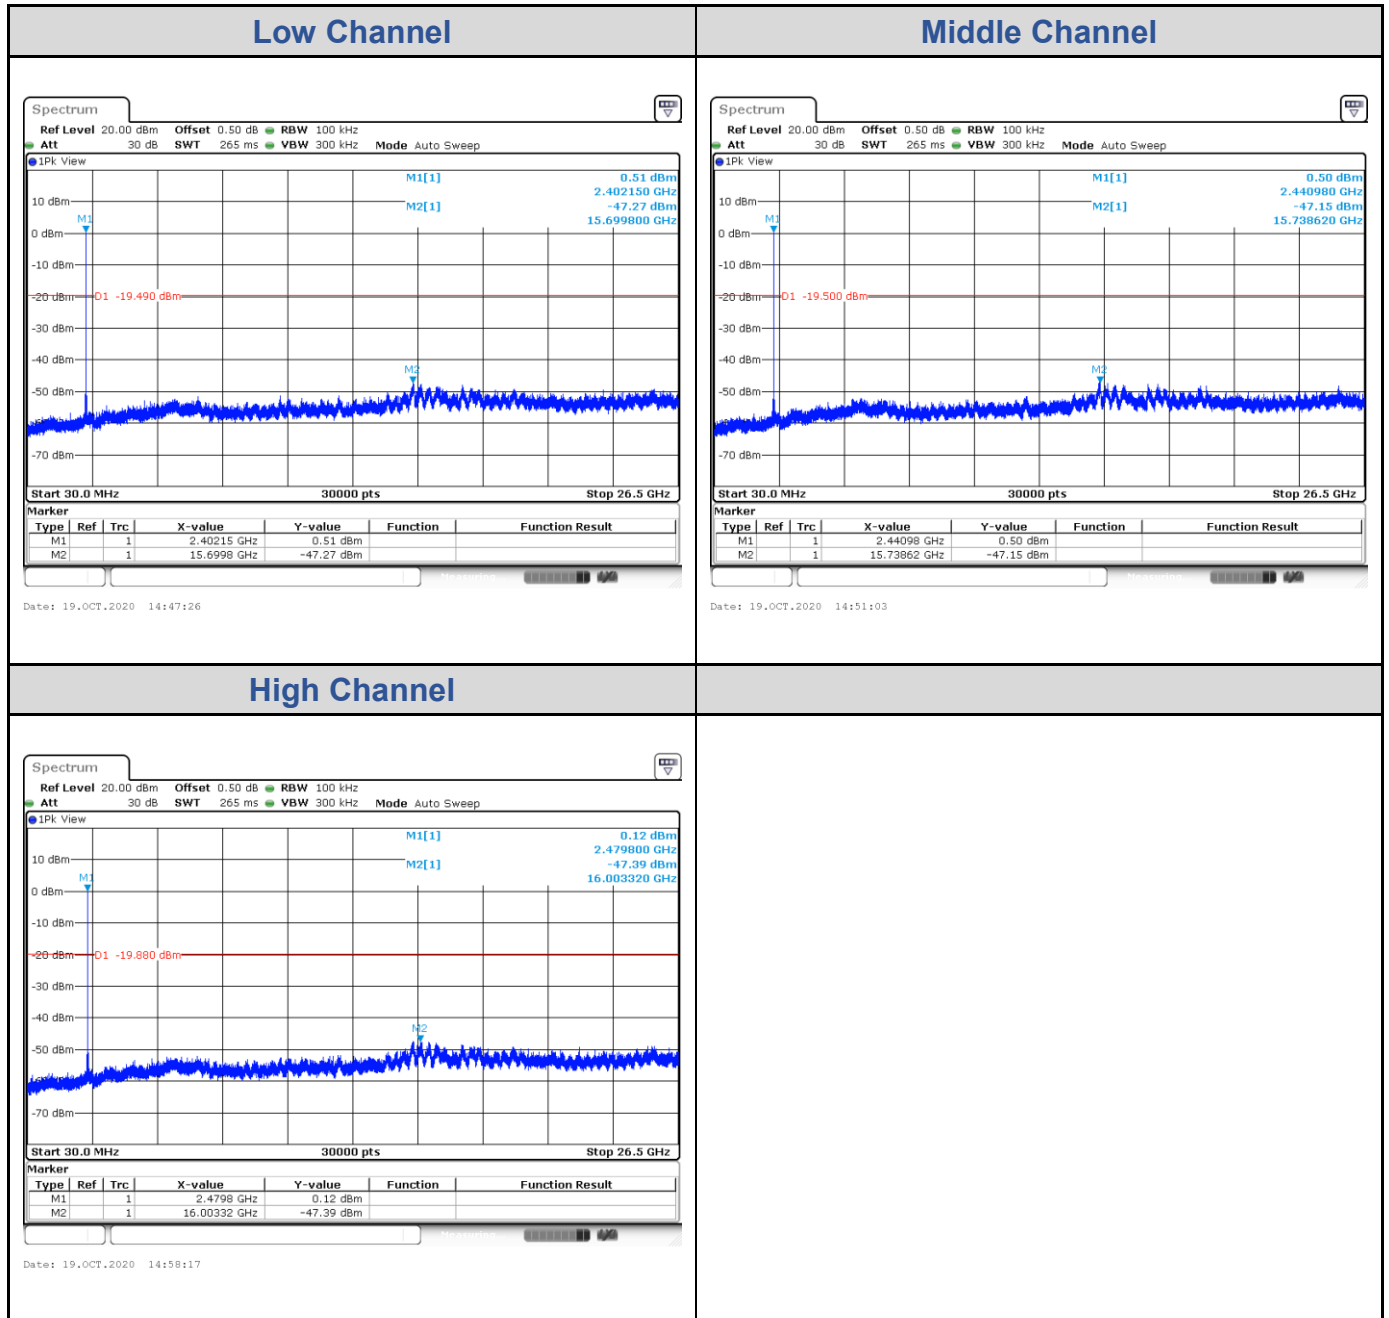 Low Channel
Middle Channel
Spectrum
Ref Level 20.00 dBm Offset 0.50 dB RBW 100 kHz
Att 30 dB SWT 265 ms VBW 300 kHz Mode Auto Sweep
1Pk View
M1[1] 0.51 dBm
2.402150 GHz
M2[1] -47.27 dBm
15.699800 GHz
10 dBm
M1
0 dBm
-10 dBm
-20 dBm D1 -19.490 dBm
-30 dBm
-40 dBm
M2
-50 dBm
-70 dBm
Start 30.0 MHz 30000 pts Stop 26.5 GHz
Marker
Type Ref Trc X-value Y-value Function Function Result
M1 1 2.40215 GHz 0.51 dBm
M2 1 15.6998 GHz -47.27 dBm
Measuring
Date: 19.OCT.2020 14:47:26
Spectrum
Ref Level 20.00 dBm Offset 0.50 dB RBW 100 kHz
Att 30 dB SWT 265 ms VBW 300 kHz Mode Auto Sweep
1Pk View
M1[1] 0.50 dBm
2.440980 GHz
M2[1] -47.15 dBm
15.738620 GHz
10 dBm
M1
0 dBm
-10 dBm
-20 dBm D1 -19.500 dBm
-30 dBm
-40 dBm
M2
-50 dBm
-70 dBm
Start 30.0 MHz 30000 pts Stop 26.5 GHz
Marker
Type Ref Trc X-value Y-value Function Function Result
M1 1 2.44098 GHz 0.50 dBm
M2 1 15.73862 GHz -47.15 dBm
Measuring
Date: 19.OCT.2020 14:51:03
High Channel
Spectrum
Ref Level 20.00 dBm Offset 0.50 dB RBW 100 kHz
Att 30 dB SWT 265 ms VBW 300 kHz Mode Auto Sweep
1Pk View
M1[1] 0.12 dBm
2.479800 GHz
M2[1] -47.39 dBm
16.003320 GHz
10 dBm
M1
0 dBm
-10 dBm
-20 dBm D1 -19.880 dBm
-30 dBm
-40 dBm
M2
-50 dBm
-70 dBm
Start 30.0 MHz 30000 pts Stop 26.5 GHz
Marker
Type Ref Trc X-value Y-value Function Function Result
M1 1 2.4798 GHz 0.12 dBm
M2 1 16.00332 GHz -47.39 dBm
Measuring
Date: 19.OCT.2020 14:58:17